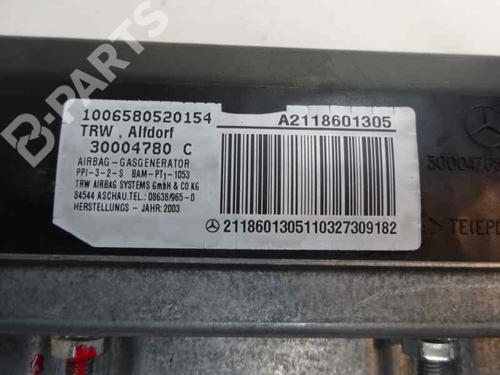 B-PARTS
1006580520154
A2118601305
TRW , Alfdorf
30004780 C
AIRBAG - GASGENERATOR
PPI-3-2-S BAM-PT1-1053
TRW AIRBAG SYSTEMS GmbH & CO KG
84544 ASCHAU.TEL.: 08638/965-0
HERSTELLUNGS - JAHR: 2003
2118601305110327309182